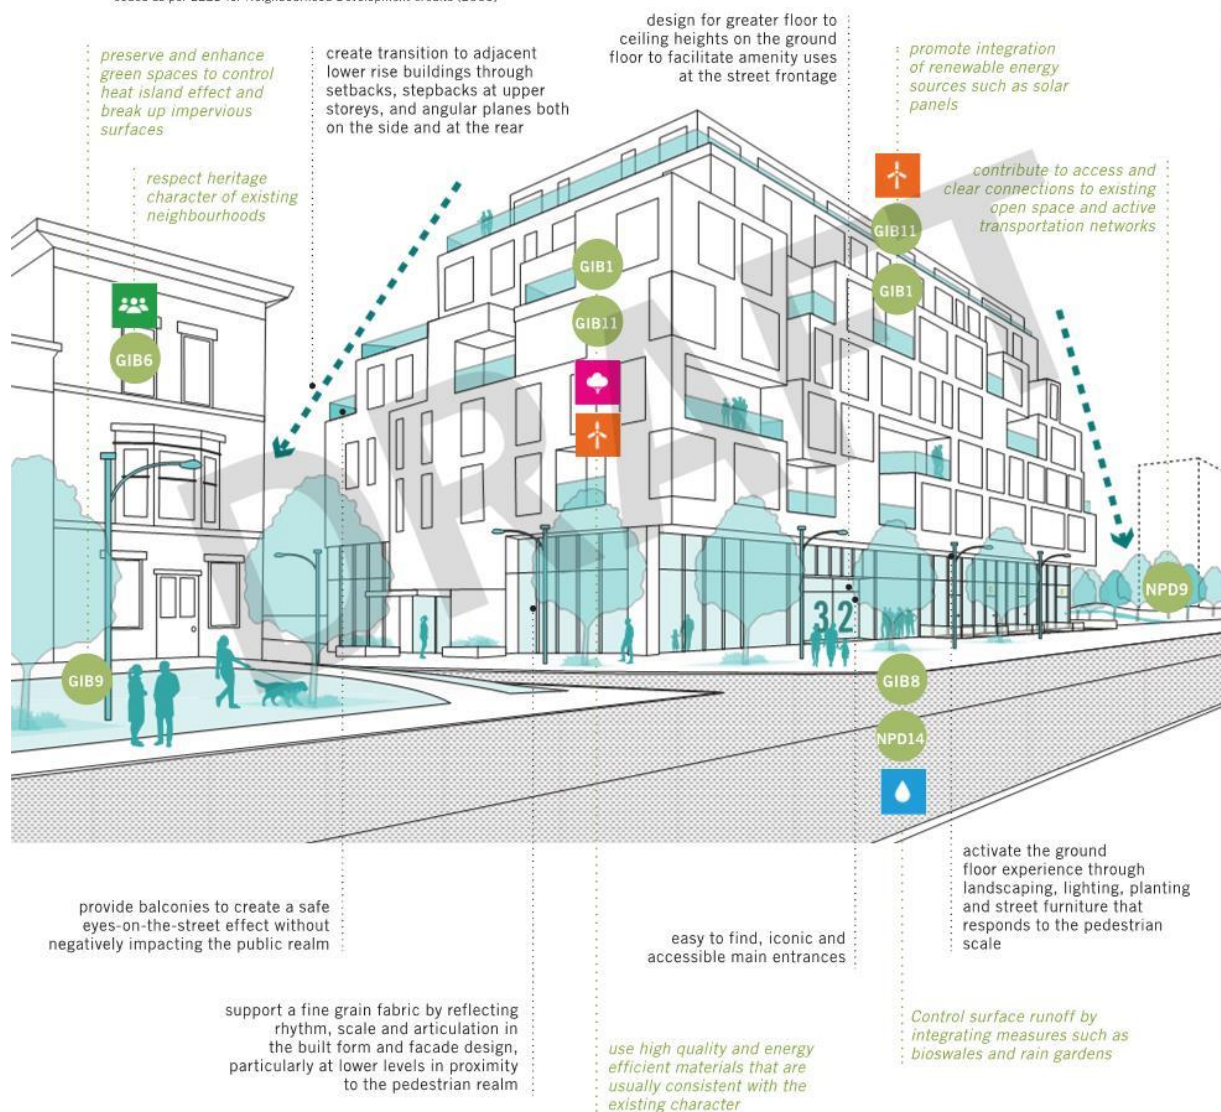 coded as per LEED for Neighbourhood Development credits (2009)
design for greater floor to
ceiling heights on the ground
floor to facilitate amenity uses
at the street frontage
preserve and enhance
green spaces to control
heat island effect and
break up impervious
surfaces
create transition to adjacent
lower rise buildings through
setbacks, stepbacks at upper
storeys, and angular planes both
on the side and at the rear
promote integration
of renewable energy
sources such as solar
panels
respect heritage
character of existing
neighbourhoods
contribute to access and
clear connections to existing
open space and active
transportation networks
DRAFT
GIB11
GIB1
GIB1
GIB11
GIB6
NPD9
32
GIB9
GIB8
NPD14
provide balconies to create a safe
eyes-on-the-street effect without
negatively impacting the public realm
easy to find, iconic and
accessible main entrances
activate the ground
floor experience through
landscaping, lighting, planting
and street furniture that
responds to the pedestrian
scale
support a fine grain fabric by reflecting
rhythm, scale and articulation in
the built form and facade design,
particularly at lower levels in proximity
to the pedestrian realm
use high quality and energy
efficient materials that are
usually consistent with the
existing character
Control surface runoff by
integrating measures such as
bioswales and rain gardens